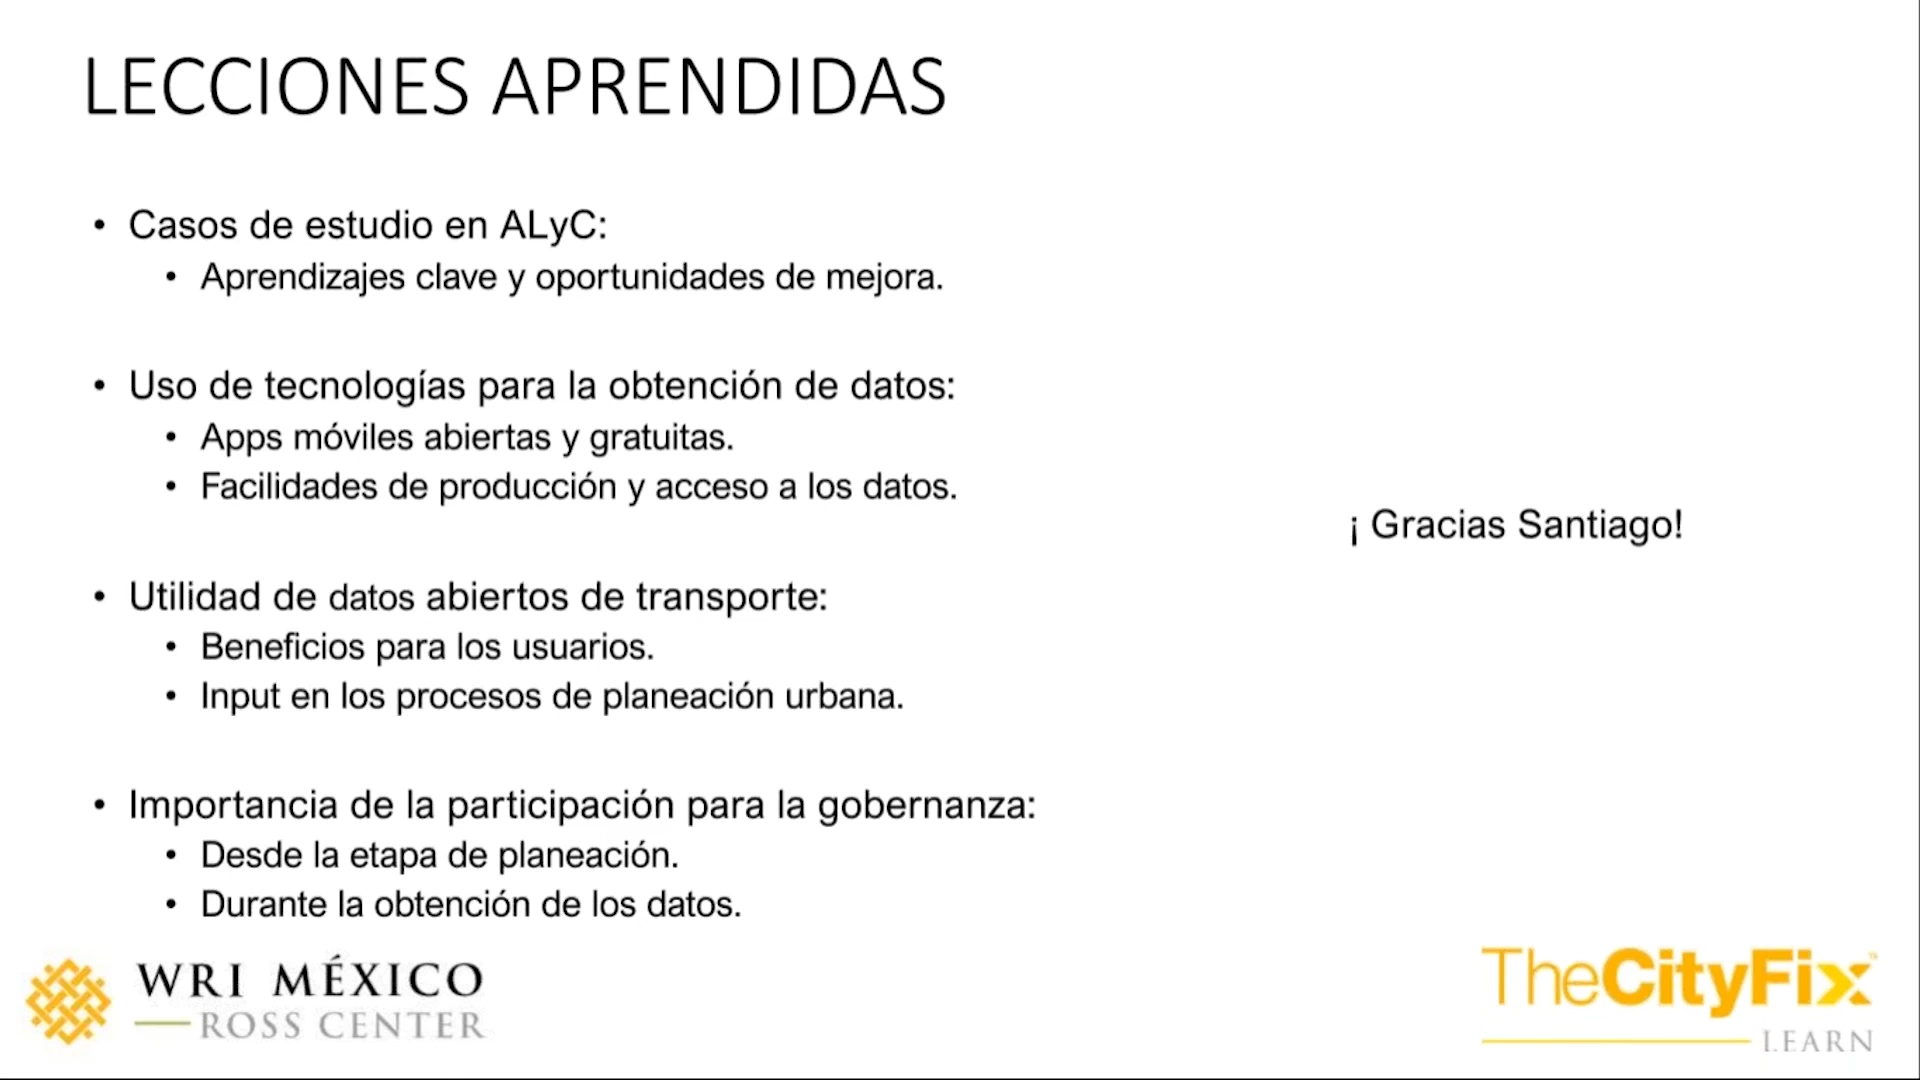 LECCIONES APRENDIDAS
• Casos de estudio en ALyC:
• Aprendizajes clave y oportunidades de mejora.
• Uso de tecnologías para la obtención de datos:
• Apps móviles abiertas y gratuitas.
• Facilidades de producción y acceso a los datos.
¡ Gracias Santiago!
• Utilidad de datos abiertos de transporte:
• Beneficios para los usuarios.
• Input en los procesos de planeación urbana.
• Importancia de la participación para la gobernanza:
• Desde la etapa de planeación.
• Durante la obtención de los datos.
WRI MÉXICO
ROSS CENTER
TheCityFix™
LEARN